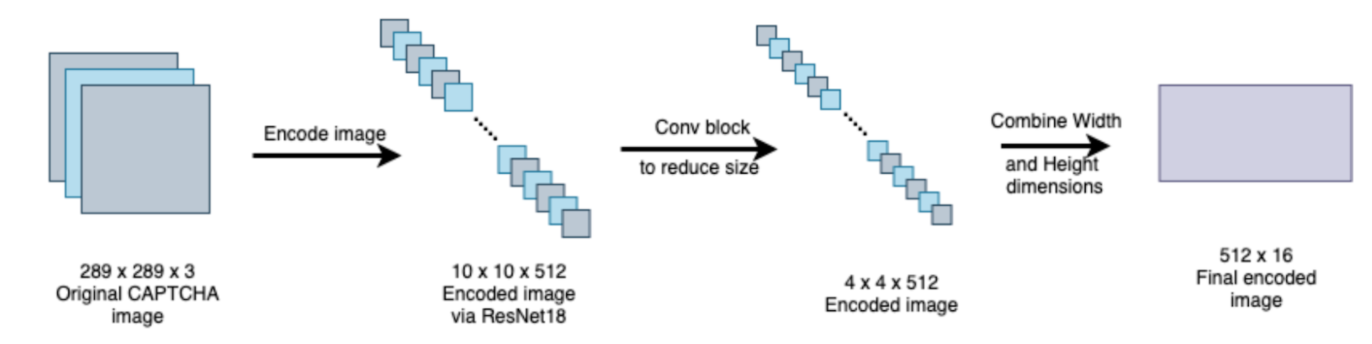 Encode image
Conv block
to reduce size
Combine Width
and Height
dimensions
289 x 289 x 3
Original CAPTCHA
image
10 x 10 x 512
Encoded image
via ResNet18
4 x 4 x 512
Encoded image
512 x 16
Final encoded
image